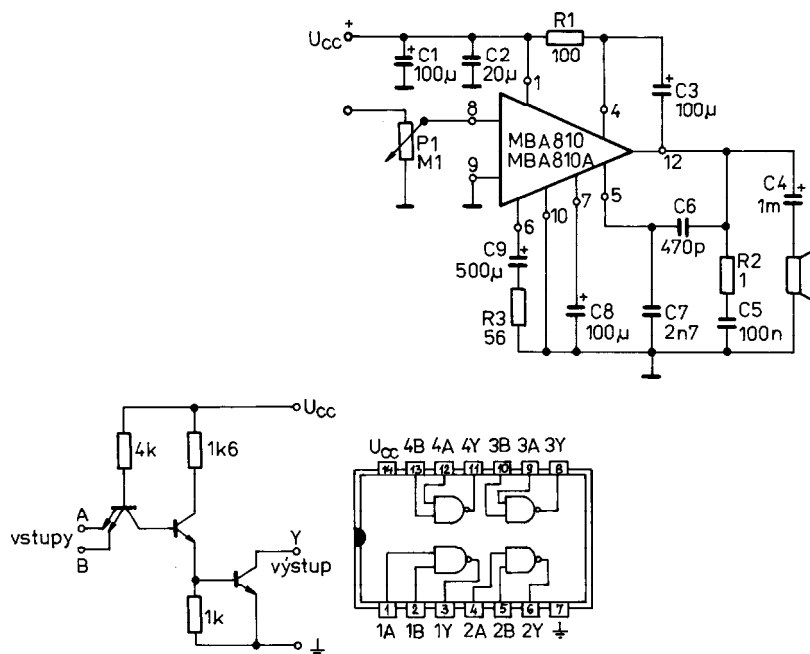 UCC +
+ C1
100µ
C2
20µ
R1
100
1
4
+ C3
100µ
P1
M1
8
9
MBA810
MBA810A
12
6
10
7
5
C4 +
1m
C9 +
500µ
C6
470p
R2
1
R3
56
+ C8
100µ
C7
2n7
C5
100n
UCC
4k
1k6
A
vstupy
B
Y
výstup
1k
UCC 4B 4A 4Y 3B 3A 3Y
14 13 12 11 10 9 8
1 2 3 4 5 6 7
1A 1B 1Y 2A 2B 2Y